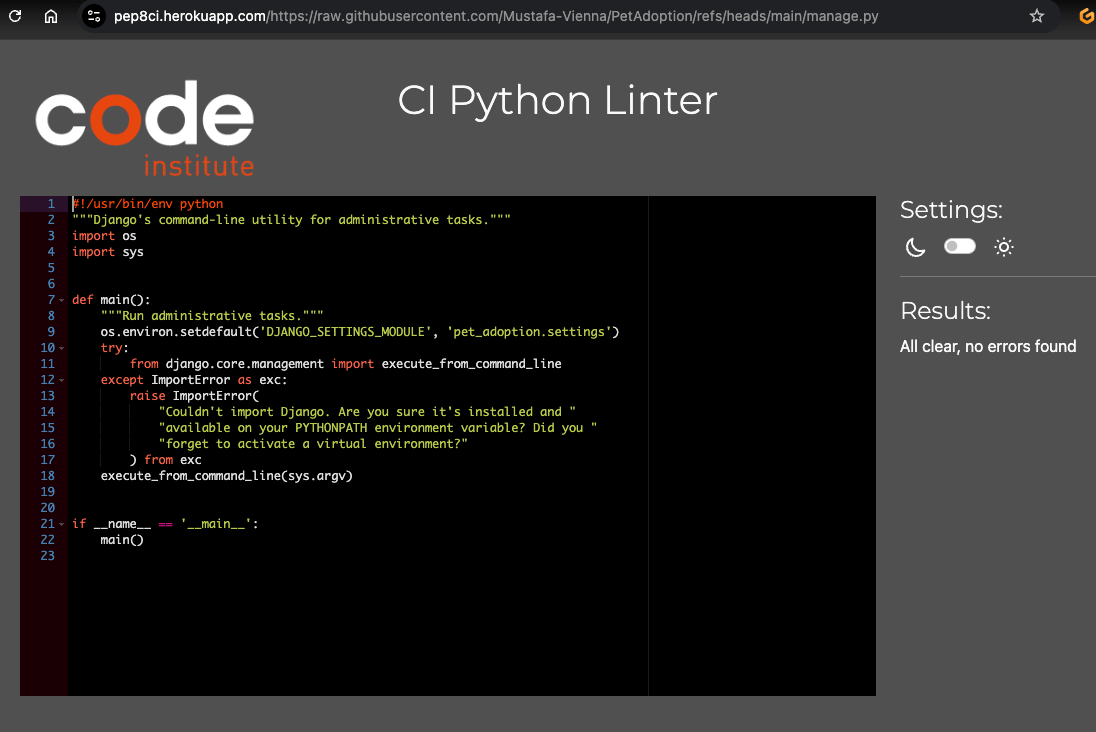 pep8ci.herokuapp.com/https://raw.githubusercontent.com/Mustafa-Vienna/PetAdoption/refs/heads/main/manage.py
code
institute
CI Python Linter
1 #!/usr/bin/env python
2 """Django's command-line utility for administrative tasks."""
3 import os
4 import sys
5
6
7 def main():
8     """Run administrative tasks."""
9     os.environ.setdefault('DJANGO_SETTINGS_MODULE', 'pet_adoption.settings')
10     try:
11         from django.core.management import execute_from_command_line
12     except ImportError as exc:
13         raise ImportError(
14             "Couldn't import Django. Are you sure it's installed and "
15             "available on your PYTHONPATH environment variable? Did you "
16             "forget to activate a virtual environment?"
17         ) from exc
18     execute_from_command_line(sys.argv)
19
20
21 if __name__ == '__main__':
22     main()
23
Settings:
Results:
All clear, no errors found